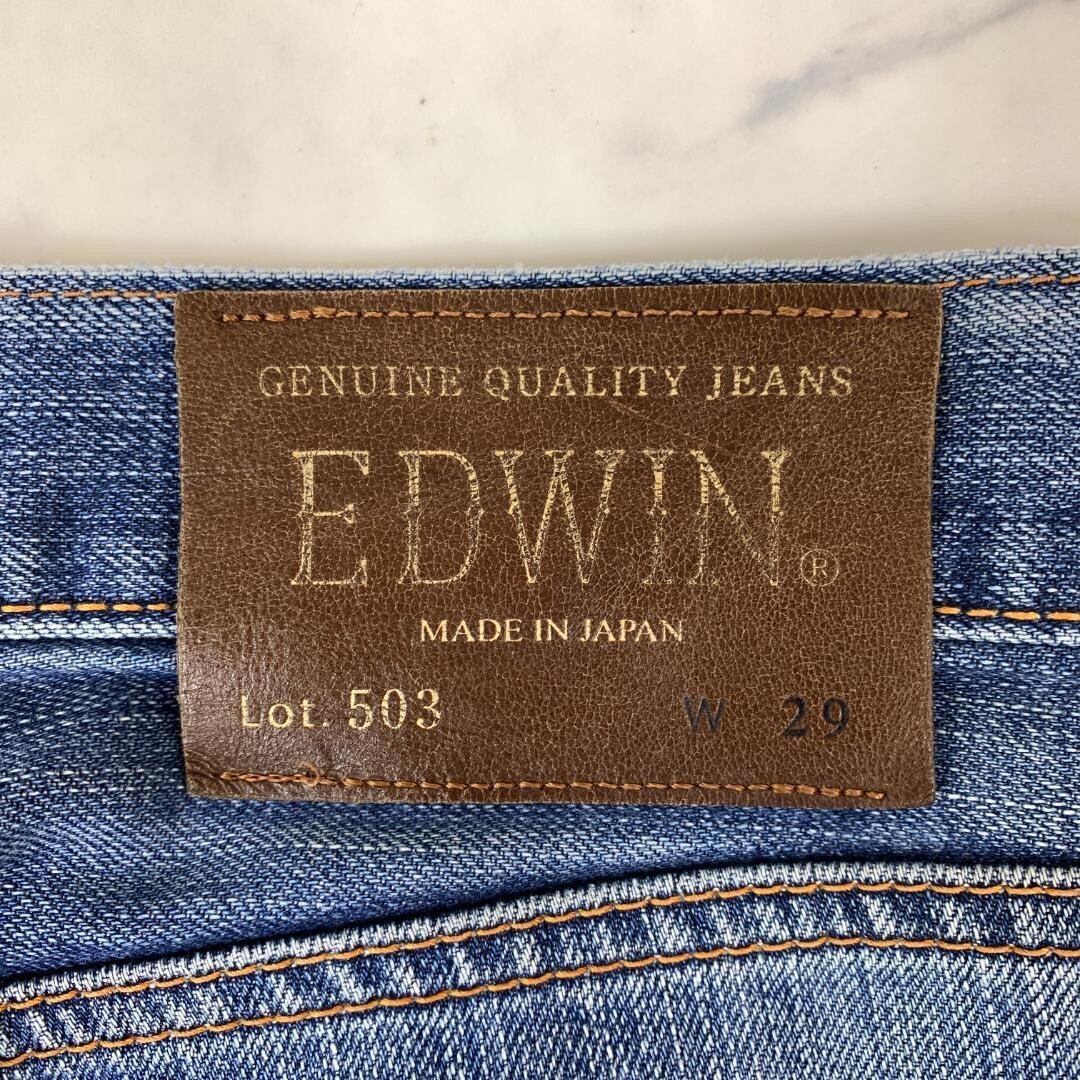 GENUINE QUALITY JEANS
EDWIN®
MADE IN JAPAN
Lot. 503 W 29